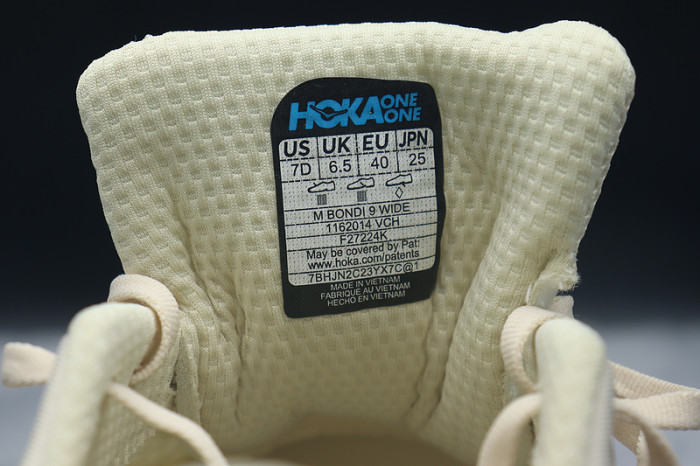 HOKA ONE ONE
US UK EU JPN
7D 6.5 40 25
M BONDI 9 WIDE
1162014 VCH
F27224K
May be covered by Pat:
www.hoka.com/patents
7BHJN2C23YX7C@1
MADE IN VIETNAM
FABRIQUÉ AU VIETNAM
HECHO EN VIETNAM